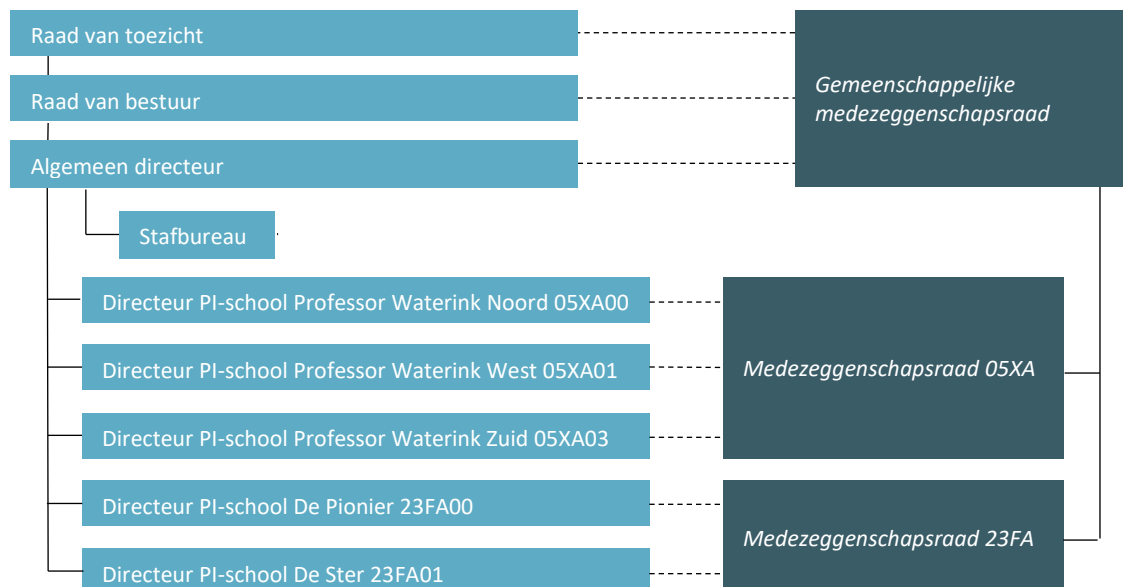 Raad van toezicht
Raad van bestuur
Gemeenschappelijke
medezeggenschapsraad
Algemeen directeur
Stafbureau
Directeur PI-school Professor Waterink Noord 05XA00
Directeur PI-school Professor Waterink West 05XA01
Medezeggenschapsraad 05XA
Directeur PI-school Professor Waterink Zuid 05XA03
Directeur PI-school De Pionier 23FA00
Medezeggenschapsraad 23FA
Directeur PI-school De Ster 23FA01